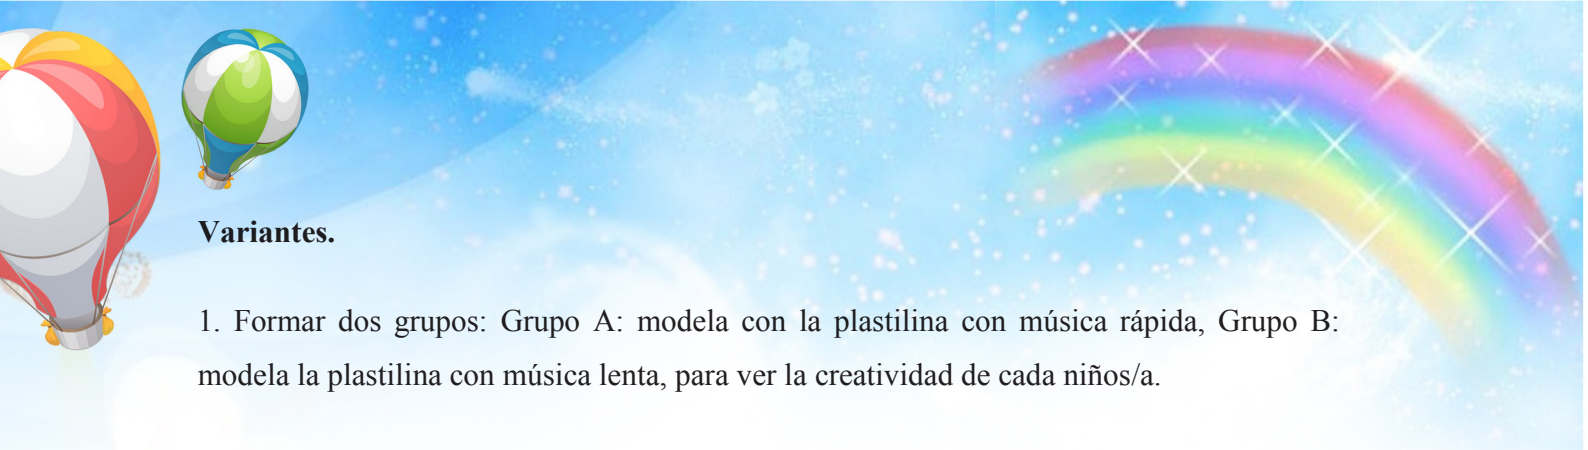 Variantes.
1. Formar dos grupos: Grupo A: modela con la plastilina con música rápida, Grupo B:
modela la plastilina con música lenta, para ver la creatividad de cada niños/a.